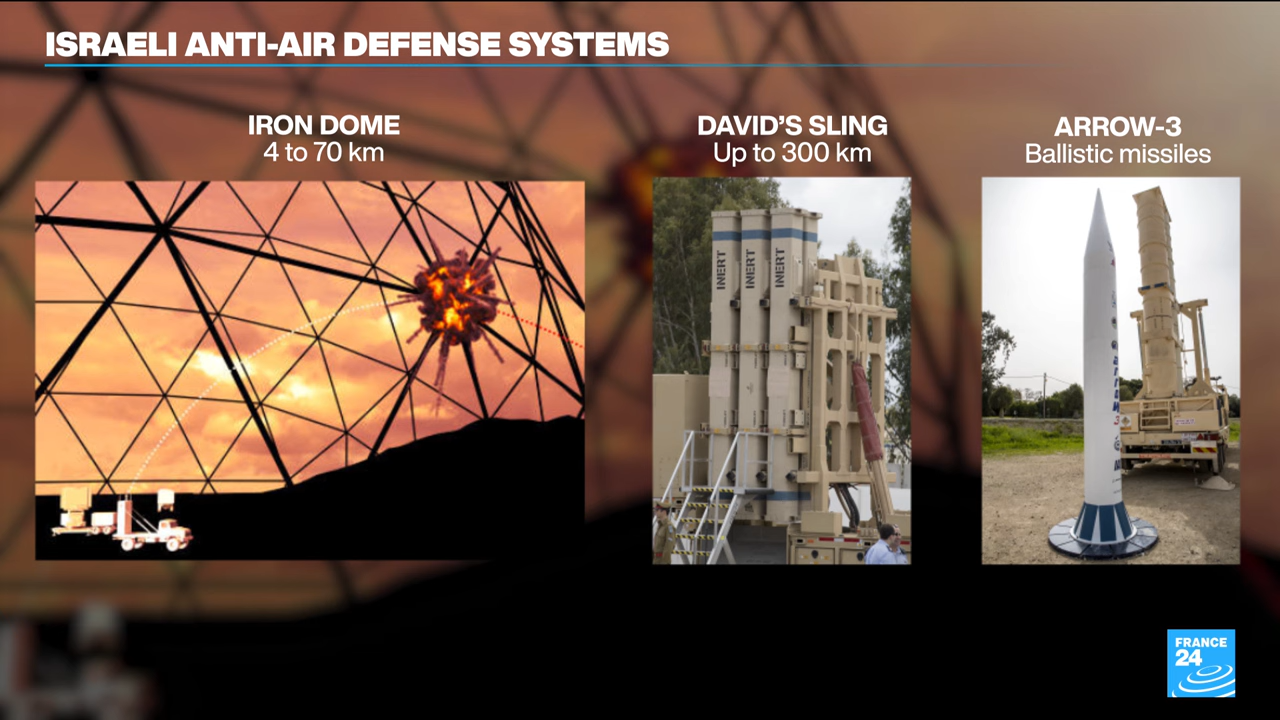 ISRAELI ANTI-AIR DEFENSE SYSTEMS
IRON DOME
4 to 70 km
DAVID'S SLING
Up to 300 km
ARROW-3
Ballistic missiles
INERT
INERT
INERT
FRANCE
24